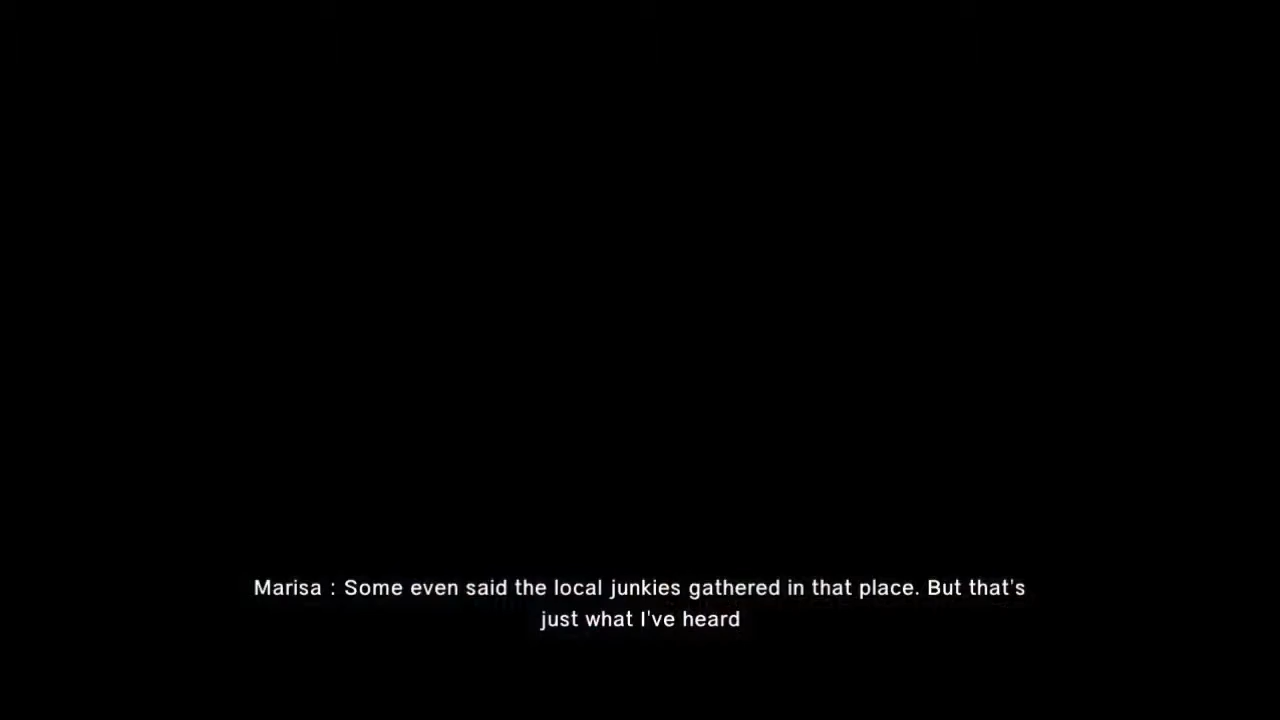 Marisa : Some even said the local junkies gathered in that place. But that's
just what I've heard